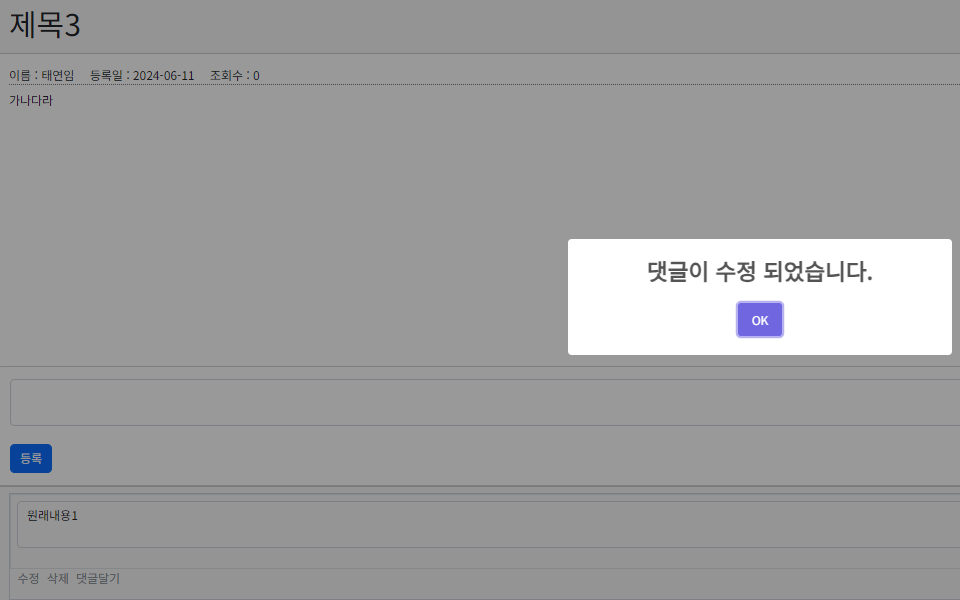 제목3
이름 : 태연임 등록일 : 2024-06-11 조회수 : 0
가나다라
댓글이 수정 되었습니다.
OK
등록
원래내용1
수정 삭제 댓글달기